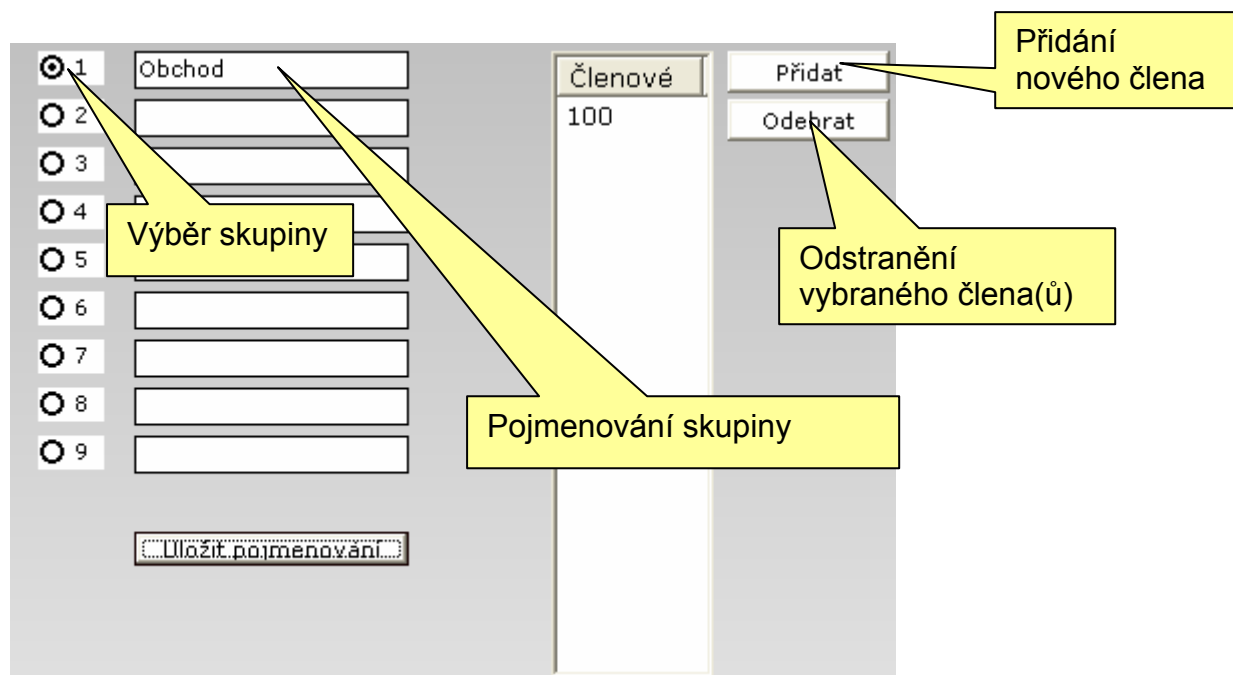 Přidání
nového člena
1 Obchod
Členové
Přidat
2
100
Odebrat
3
4
Výběr skupiny
5
Odstranění
vybraného člena(ů)
6
7
8
Pojmenování skupiny
9
Uložit pojmenování